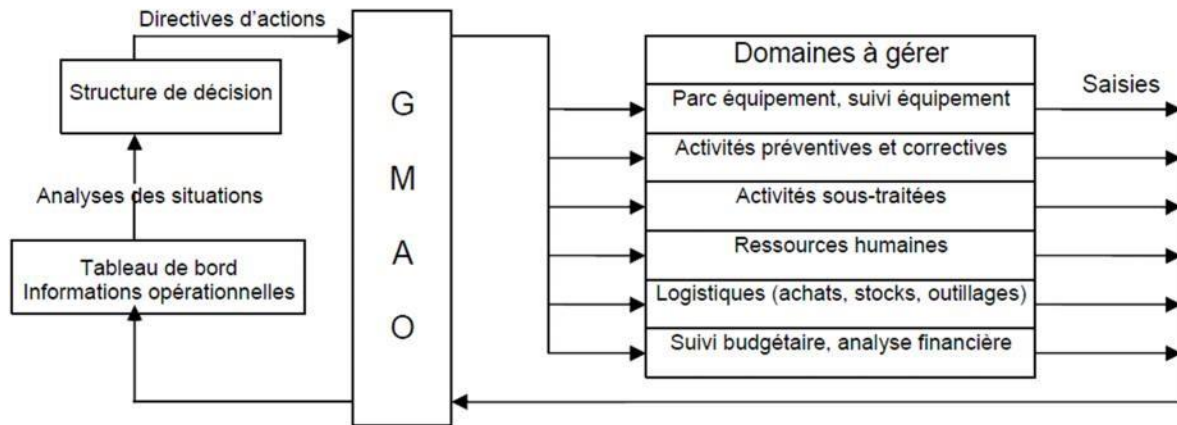 Directives d'actions
Structure de décision
Analyses des situations
Tableau de bord
Informations opérationnelles
G
M
A
O
Domaines à gérer
Parc équipement, suivi équipement
Activités préventives et correctives
Activités sous-traitées
Ressources humaines
Logistiques (achats, stocks, outillages)
Suivi budgétaire, analyse financière
Saisies